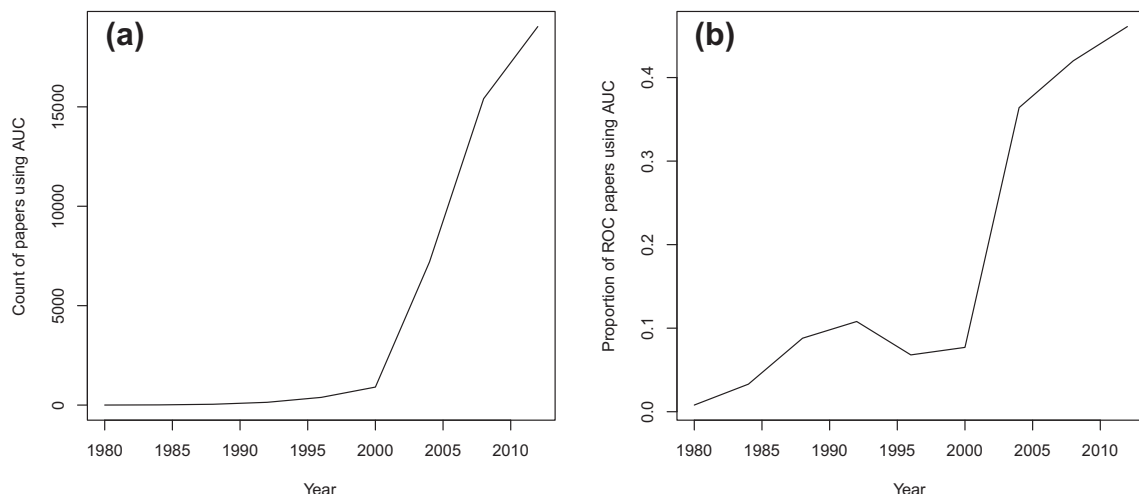 (a)
Count of papers using AUC
15000
10000
5000
0
1980 1985 1990 1995 2000 2005 2010
Year
(b)
Proportion of ROC papers using AUC
0.4
0.3
0.2
0.1
0.0
1980 1985 1990 1995 2000 2005 2010
Year